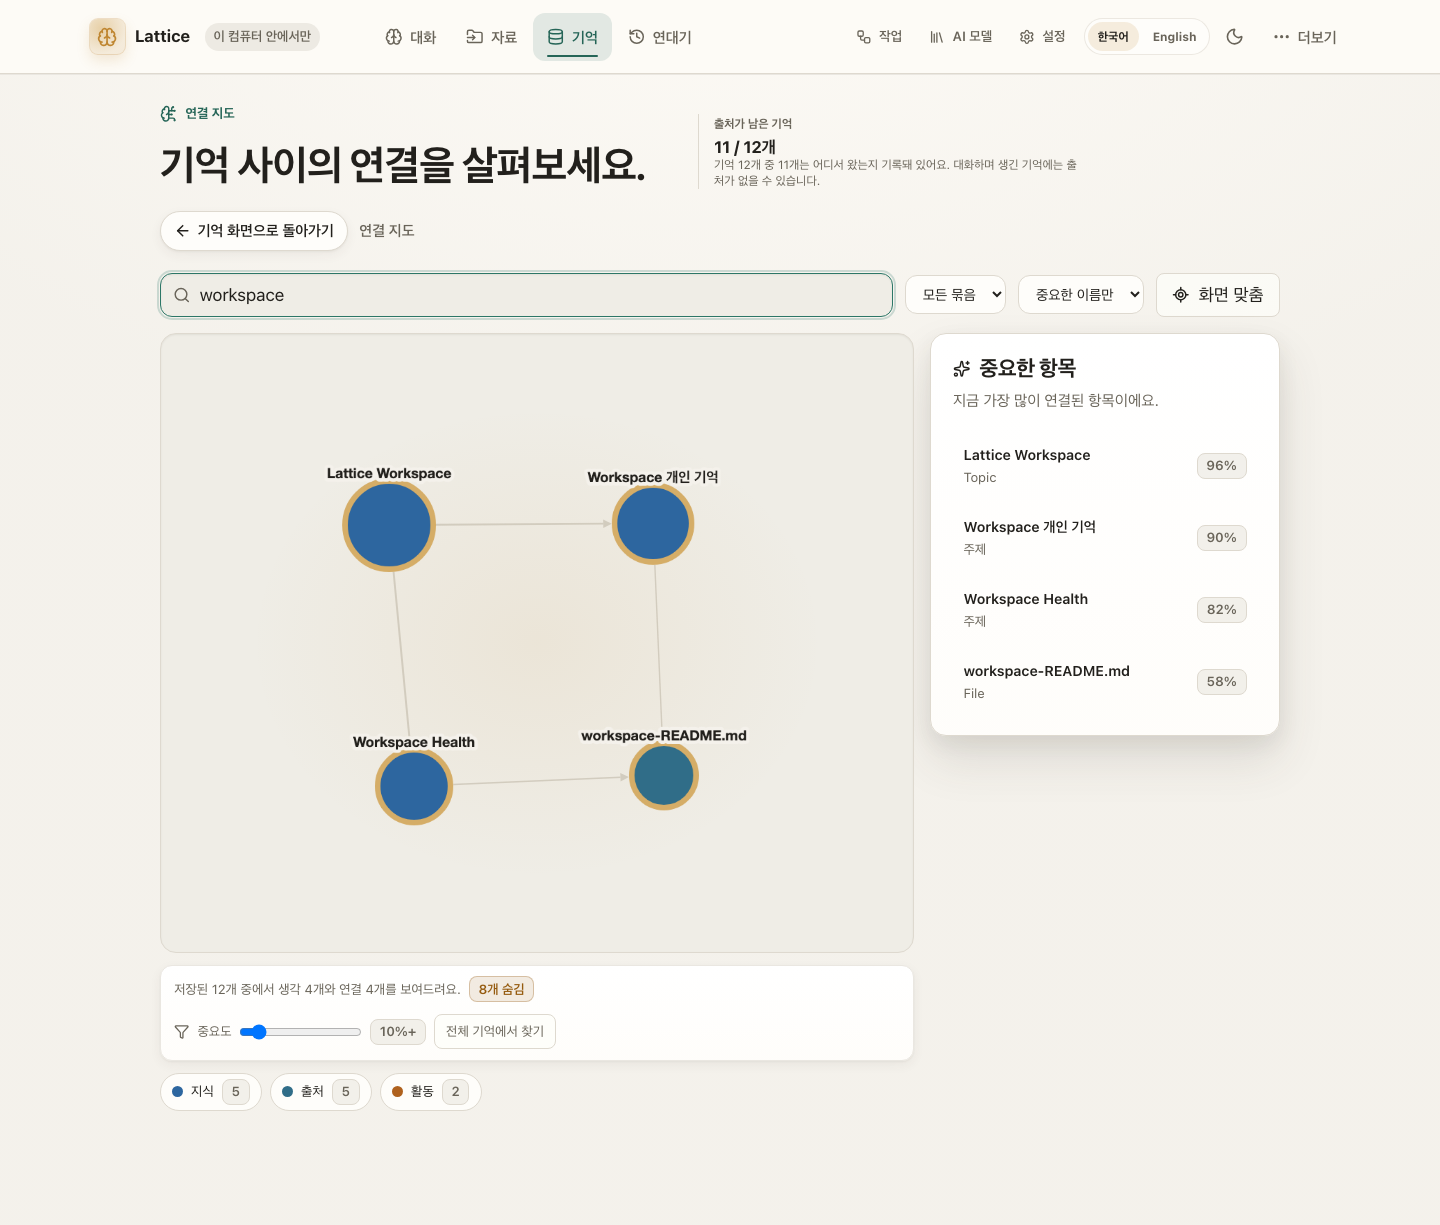 Lattice
이 컴퓨터 안에서만
대화
자료
기억
연대기
작업
AI 모델
설정
한국어
English
더보기
연결 지도
기억 사이의 연결을 살펴보세요.
출처가 남은 기억
11 / 12개
기억 12개 중 11개는 어디서 왔는지 기록돼 있어요. 대화하며 생긴 기억에는 출
처가 없을 수 있습니다.
기억 화면으로 돌아가기
연결 지도
workspace
모든 묶음
중요한 이름만
화면 맞춤
Lattice Workspace
Workspace 개인 기억
Workspace Health
workspace-README.md
중요한 항목
지금 가장 많이 연결된 항목이에요.
Lattice Workspace
Topic
96%
Workspace 개인 기억
주제
90%
Workspace Health
주제
82%
workspace-README.md
File
58%
저장된 12개 중에서 생각 4개와 연결 4개를 보여드려요.
8개 숨김
중요도
10%+
전체 기억에서 찾기
지식 5
출처 5
활동 2